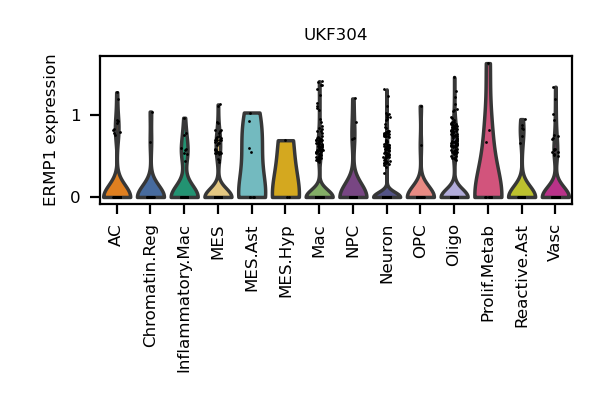 UKF304
ERMP1 expression
1
0
AC
Chromatin.Reg
Inflammatory.Mac
MES
MES.Ast
MES.Hyp
Mac
NPC
Neuron
OPC
Oligo
Prolif.Metab
Reactive.Ast
Vasc